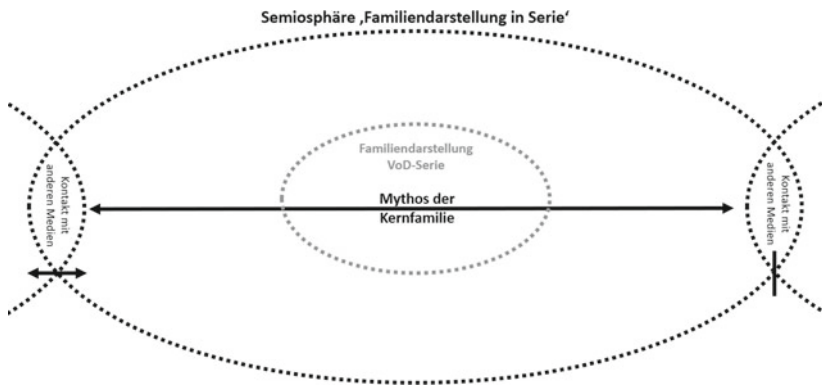 Semiosphäre ‚Familiendarstellung in Serie‘
Familiendarstellung
VoD-Serie
Mythos der
Kernfamilie
Kontakt mit
anderen Medien
Kontakt mit
anderen Medien